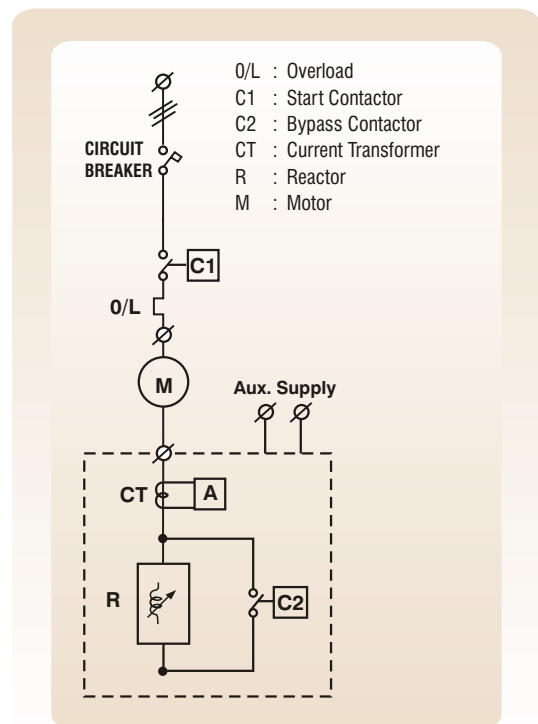 0/L : Overload
C1 : Start Contactor
C2 : Bypass Contactor
CT : Current Transformer
R : Reactor
M : Motor
CIRCUIT
BREAKER
C1
0/L
M
Aux. Supply
CT
A
R
C2